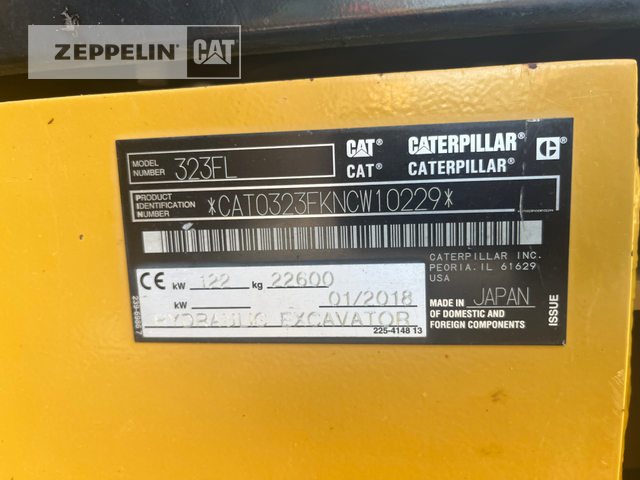 ZEPPELIN CAT
MODEL NUMBER 323FL
CAT® CATERPILLAR®
CAT® CATERPILLAR®
PRODUCT IDENTIFICATION NUMBER *CAT0323FKNCW10229*
CATERPILLAR INC.
PEORIA, IL 61629
USA
CE kW 122 kg 22600
kW 01/2018
HYDRAULIC EXCAVATOR
225-4148 13
MADE IN JAPAN
OF DOMESTIC AND
FOREIGN COMPONENTS
ISSUE